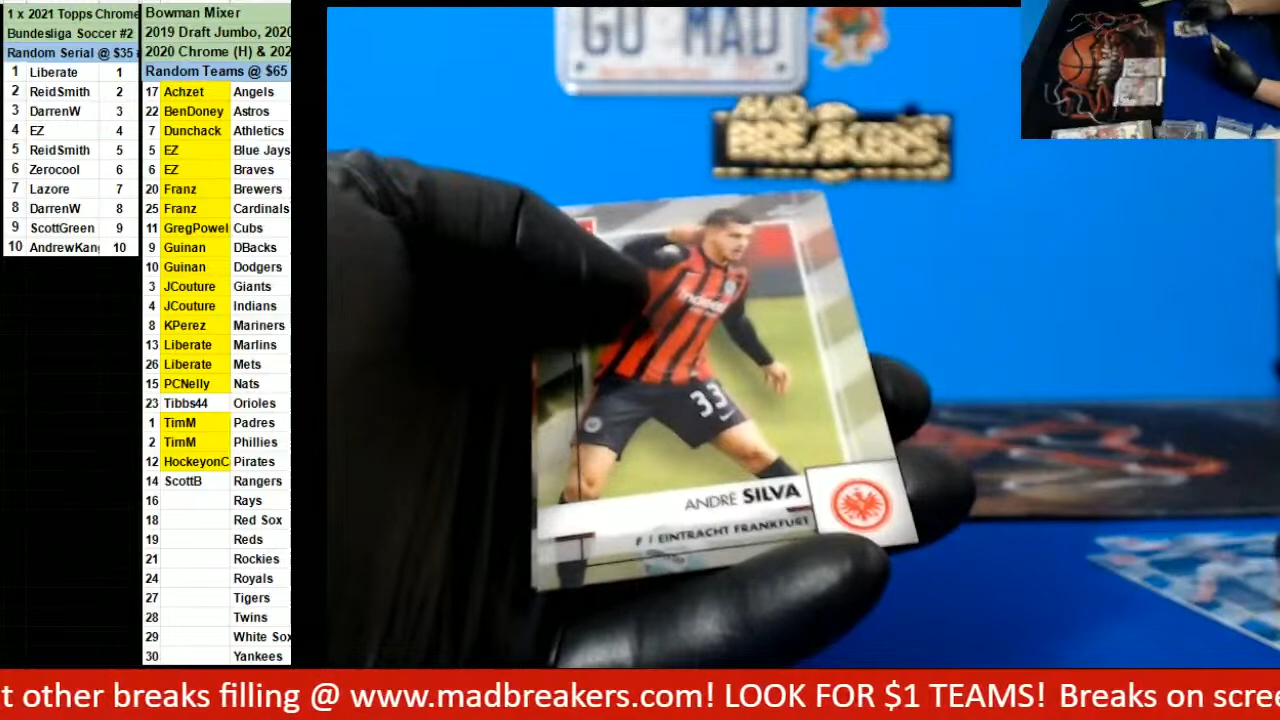 1 x 2021 Topps Chrome
Bundesliga Soccer #2
Random Serial @ $35
1 Liberate 1
2 ReidSmith 2
3 DarrenW 3
4 EZ 4
5 ReidSmith 5
6 Zerocool 6
7 Lazore 7
8 DarrenW 8
9 ScottGreen 9
10 AndrewKang 10
Bowman Mixer
2019 Draft Jumbo, 2020
2020 Chrome (H) & 202
Random Teams @ $65
17 Achzet Angels
22 BenDoney Astros
7 Dunchack Athletics
5 EZ Blue Jays
6 EZ Braves
20 Franz Brewers
25 Franz Cardinals
11 GregPowel Cubs
9 Guinan DBacks
10 Guinan Dodgers
3 JCouture Giants
4 JCouture Indians
8 KPerez Mariners
13 Liberate Marlins
26 Liberate Mets
15 PCNelly Nats
23 Tibbs44 Orioles
1 TimM Padres
2 TimM Phillies
12 HockeyonC Pirates
14 ScottB Rangers
16 Rays
18 Red Sox
19 Reds
21 Rockies
24 Royals
27 Tigers
28 Twins
29 White Sox
30 Yankees
GO MAD
MAD
BREAKERS
Indeed
33
ANDRÉ SILVA
F | EINTRACHT FRANKFURT
t other breaks filling @ www.madbreakers.com! LOOK FOR $1 TEAMS! Breaks on scree